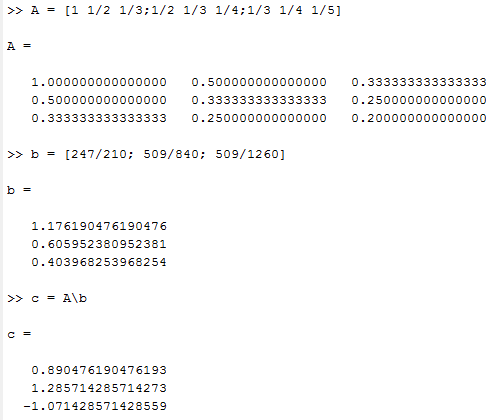 >> A = [1 1/2 1/3;1/2 1/3 1/4;1/3 1/4 1/5]
A =
1.000000000000000 0.500000000000000 0.333333333333333
0.500000000000000 0.333333333333333 0.250000000000000
0.333333333333333 0.250000000000000 0.200000000000000
>> b = [247/210; 509/840; 509/1260]
b =
1.176190476190476
0.605952380952381
0.403968253968254
>> c = A\b
c =
0.890476190476193
1.285714285714273
-1.071428571428559